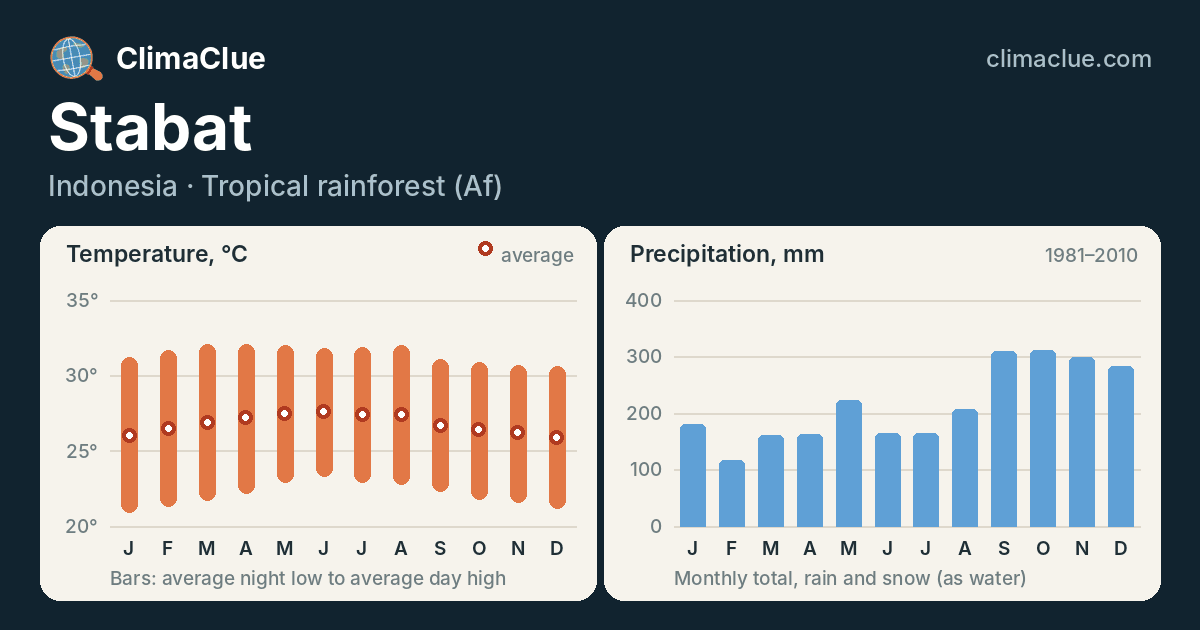 ClimaClue
climaclue.com
Stabat
Indonesia · Tropical rainforest (Af)
Temperature, °C
average
35°
30°
25°
20°
J F M A M J J A S O N D
Bars: average night low to average day high
Precipitation, mm
1981–2010
400
300
200
100
0
J F M A M J J A S O N D
Monthly total, rain and snow (as water)